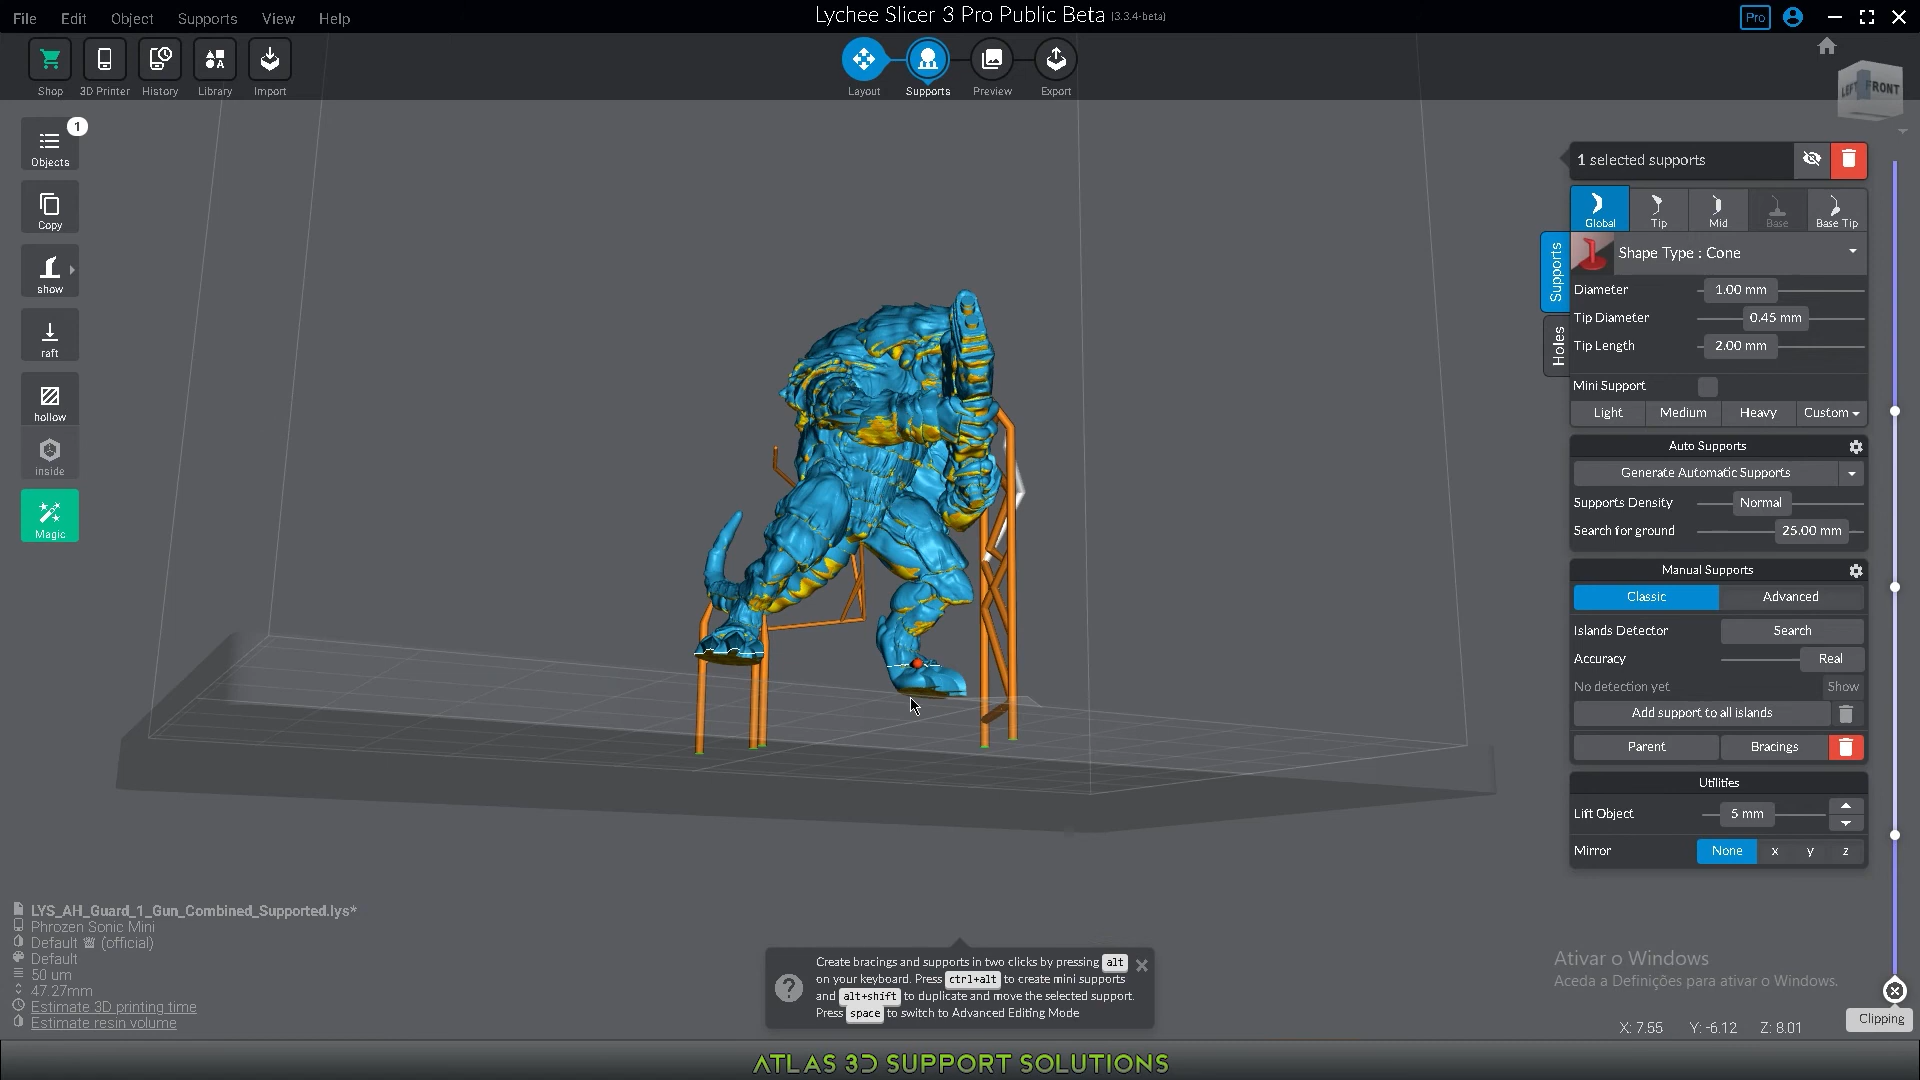 File Edit Object Supports View Help
Lychee Slicer 3 Pro Public Beta (3.3.4-beta)
Pro
Shop 3D Printer History Library Import
Layout Supports Preview Export
LEFT FRONT
1
Objects
Copy
show
raft
hollow
inside
Magic
1 selected supports
Global Tip Mid Base Base Tip
Supports
Holes
Shape Type : Cone
Diameter 1.00 mm
Tip Diameter 0.45 mm
Tip Length 2.00 mm
Mini Support
Light Medium Heavy Custom
Auto Supports
Generate Automatic Supports
Supports Density Normal
Search for ground 25.00 mm
Manual Supports
Classic Advanced
Islands Detector Search
Accuracy Real
No detection yet Show
Add support to all islands
Parent Bracings
Utilities
Lift Object 5 mm
Mirror None x y z
LYS_AH_Guard_1_Gun_Combined_Supported.lys*
Phrozen Sonic Mini
Default (official)
Default
50 um
47.27mm
Estimate 3D printing time
Estimate resin volume
Create bracings and supports in two clicks by pressing alt
on your keyboard. Press ctrl+alt to create mini supports
and alt+shift to duplicate and move the selected support.
Press space to switch to Advanced Editing Mode
Ativar o Windows
Aceda a Definições para ativar o Windows.
Clipping
X: 7.55 Y: -6.12 Z: 8.01
ATLAS 3D SUPPORT SOLUTIONS